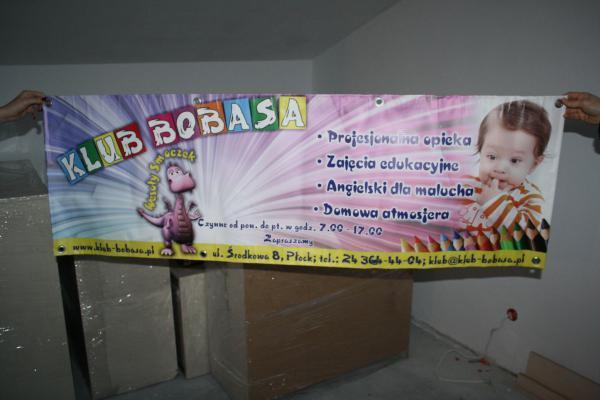 KLUB BOBASA
Wesoły Smoczek
• Profesjonalna opieka
• Zajęcia edukacyjne
• Angielski dla malucha
• Domowa atmosfera
Czynne od pon. do pt. w godz. 7.00 - 17.00
Zapraszamy
www.klub-bobasa.pl
ul. Środkowa 8, Płock; tel.: 24 364-44-04; klub@klub-bobasa.pl